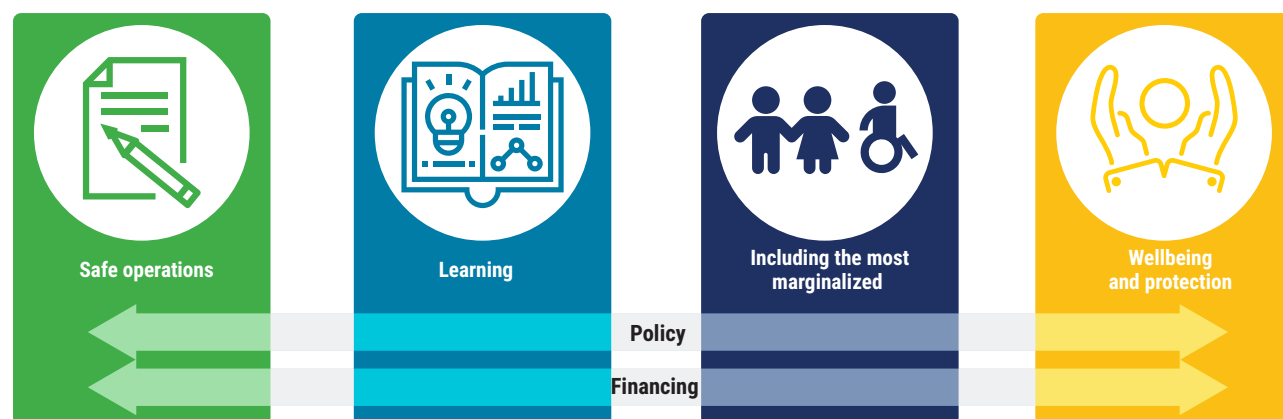 Safe operations
Learning
Including the most
marginalized
Wellbeing
and protection
Policy
Financing